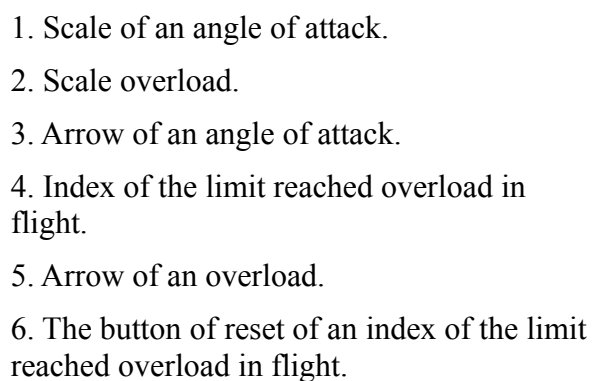 1. Scale of an angle of attack.
2. Scale overload.
3. Arrow of an angle of attack.
4. Index of the limit reached overload in
flight.
5. Arrow of an overload.
6. The button of reset of an index of the limit
reached overload in flight.